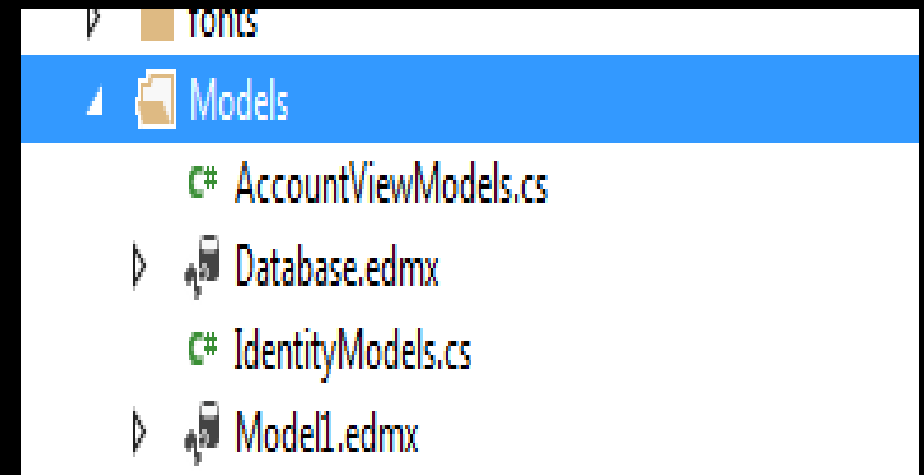 fonts
Models
C# AccountViewModels.cs
Database.edmx
C# IdentityModels.cs
Model1.edmx